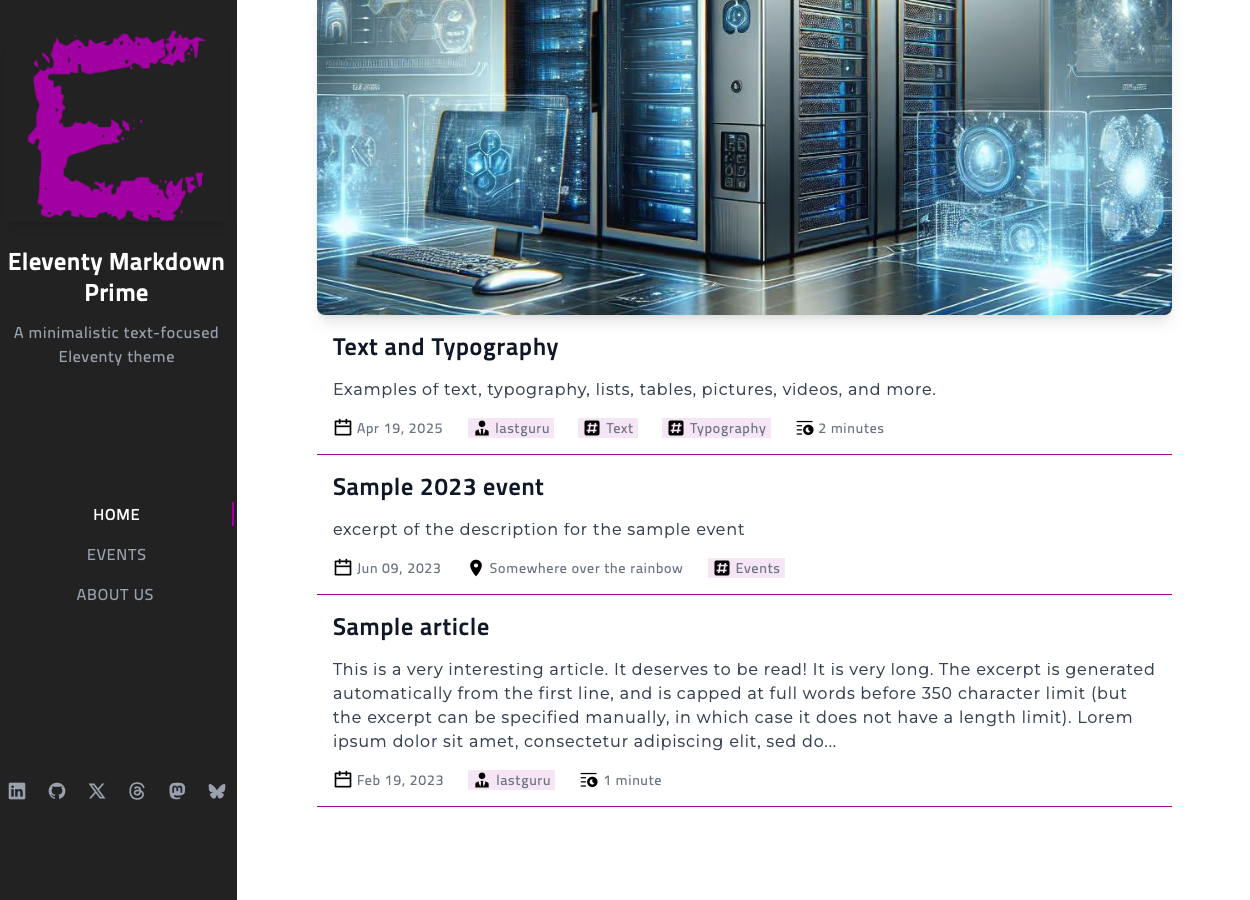 E
Eleventy Markdown
Prime
A minimalistic text-focused
Eleventy theme
HOME
EVENTS
ABOUT US
Text and Typography
Examples of text, typography, lists, tables, pictures, videos, and more.
Apr 19, 2025 lastguru Text Typography 2 minutes
Sample 2023 event
excerpt of the description for the sample event
Jun 09, 2023 Somewhere over the rainbow Events
Sample article
This is a very interesting article. It deserves to be read! It is very long. The excerpt is generated
automatically from the first line, and is capped at full words before 350 character limit (but
the excerpt can be specified manually, in which case it does not have a length limit). Lorem
ipsum dolor sit amet, consectetur adipiscing elit, sed do...
Feb 19, 2023 lastguru 1 minute